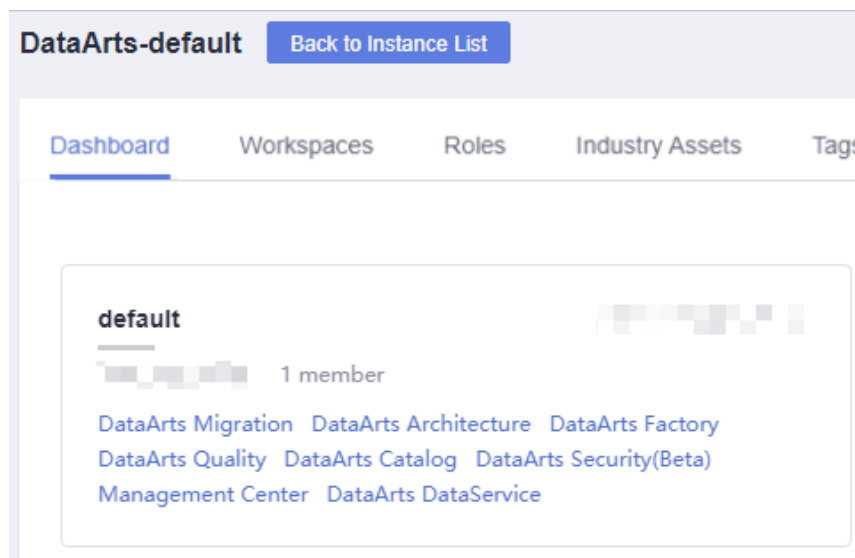 DataArts-default Back to Instance List
Dashboard Workspaces Roles Industry Assets Tags
default
1 member
DataArts Migration DataArts Architecture DataArts Factory
DataArts Quality DataArts Catalog DataArts Security(Beta)
Management Center DataArts DataService